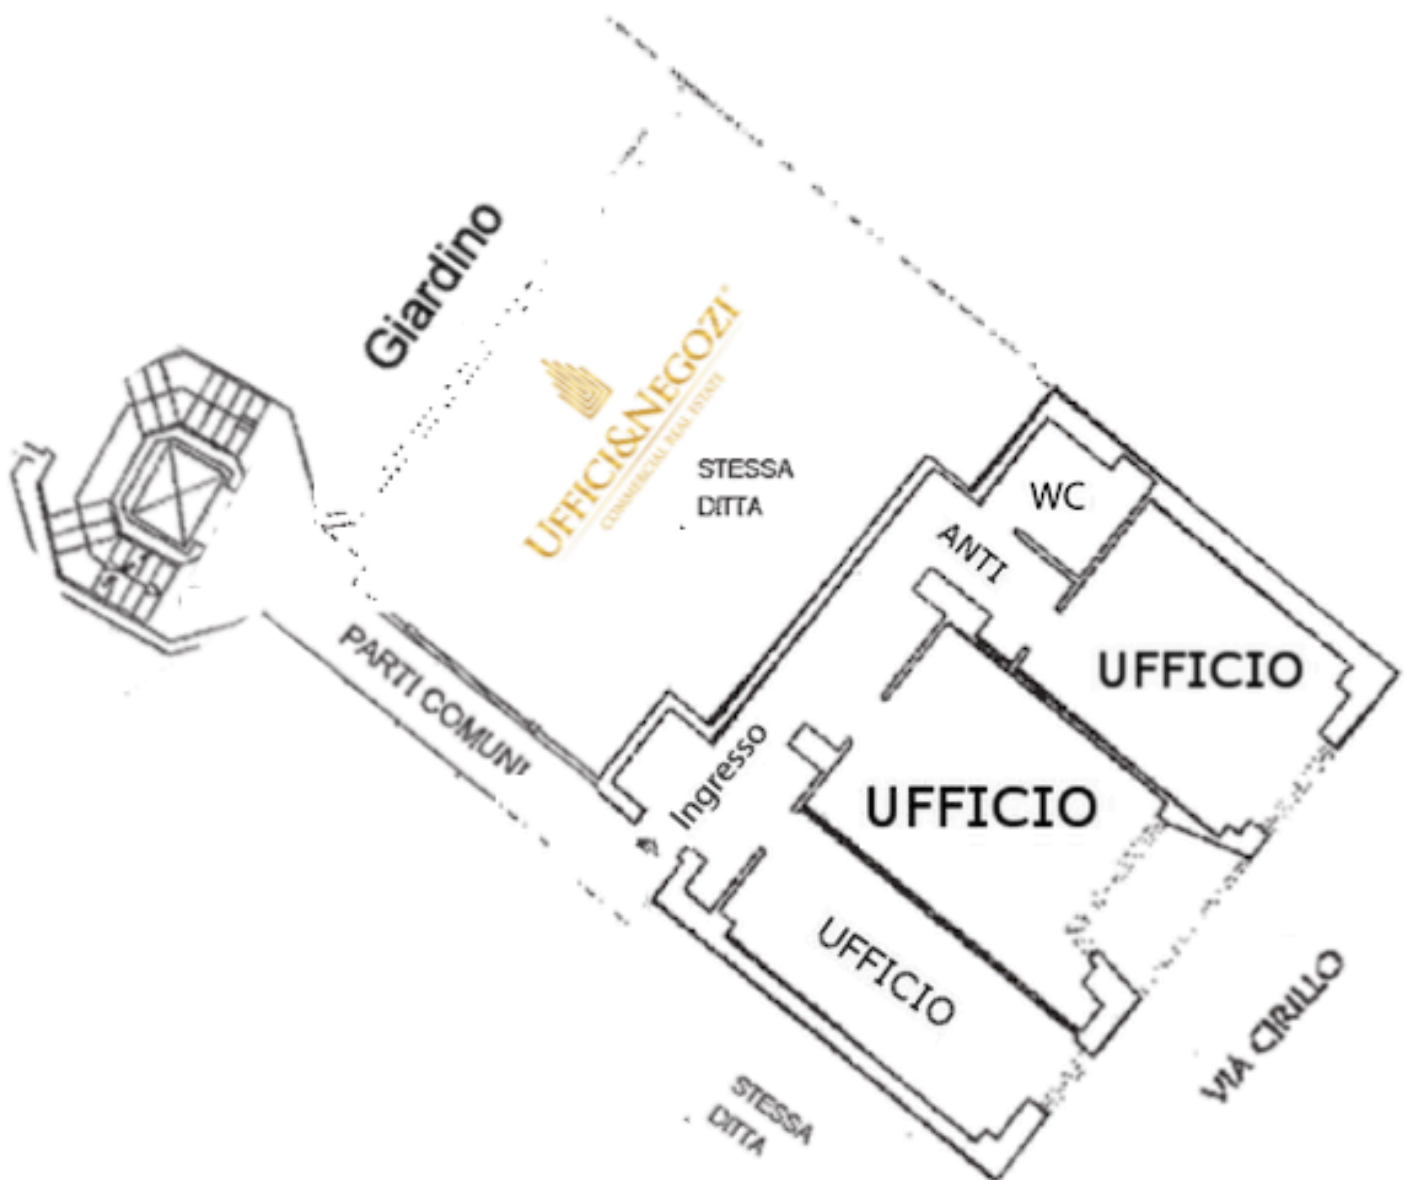 Giardino
UFFICI&NEGOZI®
COMMERCIAL REAL ESTATE
STESSA
DITTA
WC
ANTI
UFFICIO
PARTI COMUNI
Ingresso
UFFICIO
UFFICIO
VIA CIRILLO
STESSA
DITTA